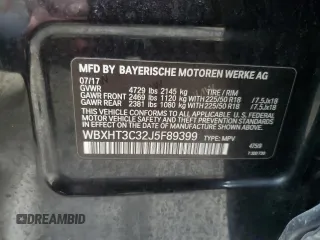 MFD BY BAYERISCHE MOTOREN WERKE AG
07/17
GVWR 4729 lbs 2145 kg TIRE / RIM
GAWR FRONT 2469 lbs 1120 kg WITH 225/50 R18 /7.5Jx18
GAWR REAR 2381 lbs 1080 kg WITH 225/50 R18 /7.5Jx18
THIS VEHICLE CONFORMS TO ALL APPLICABLE
FEDERAL MOTOR VEHICLE SAFETY, BUMPER AND
THEFT PREVENTION STANDARDS IN EFFECT ON THE
DATE OF MANUFACTURE SHOWN ABOVE.
WBXHT3C32J5F89399 TYPE: MPV
AUTOBIDMASTER